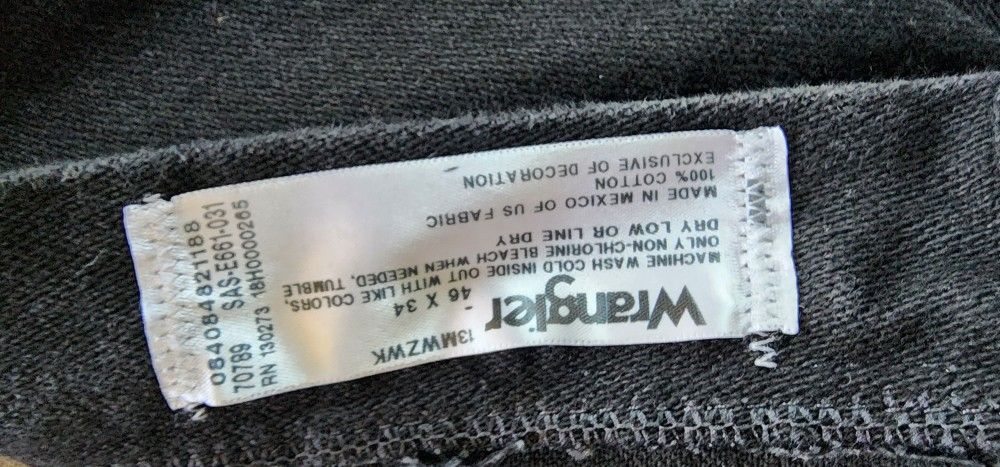 Wrangler
13MWZWK
46 X 34
MACHINE WASH COLD INSIDE OUT WITH LIKE COLORS,
ONLY NON-CHLORINE BLEACH WHEN NEEDED, TUMBLE
DRY LOW OR LINE DRY
MADE IN MEXICO OF US FABRIC
100% COTTON
EXCLUSIVE OF DECORATION
084084821188
70789 SAS-E661-031
RN 130273 18H0000265